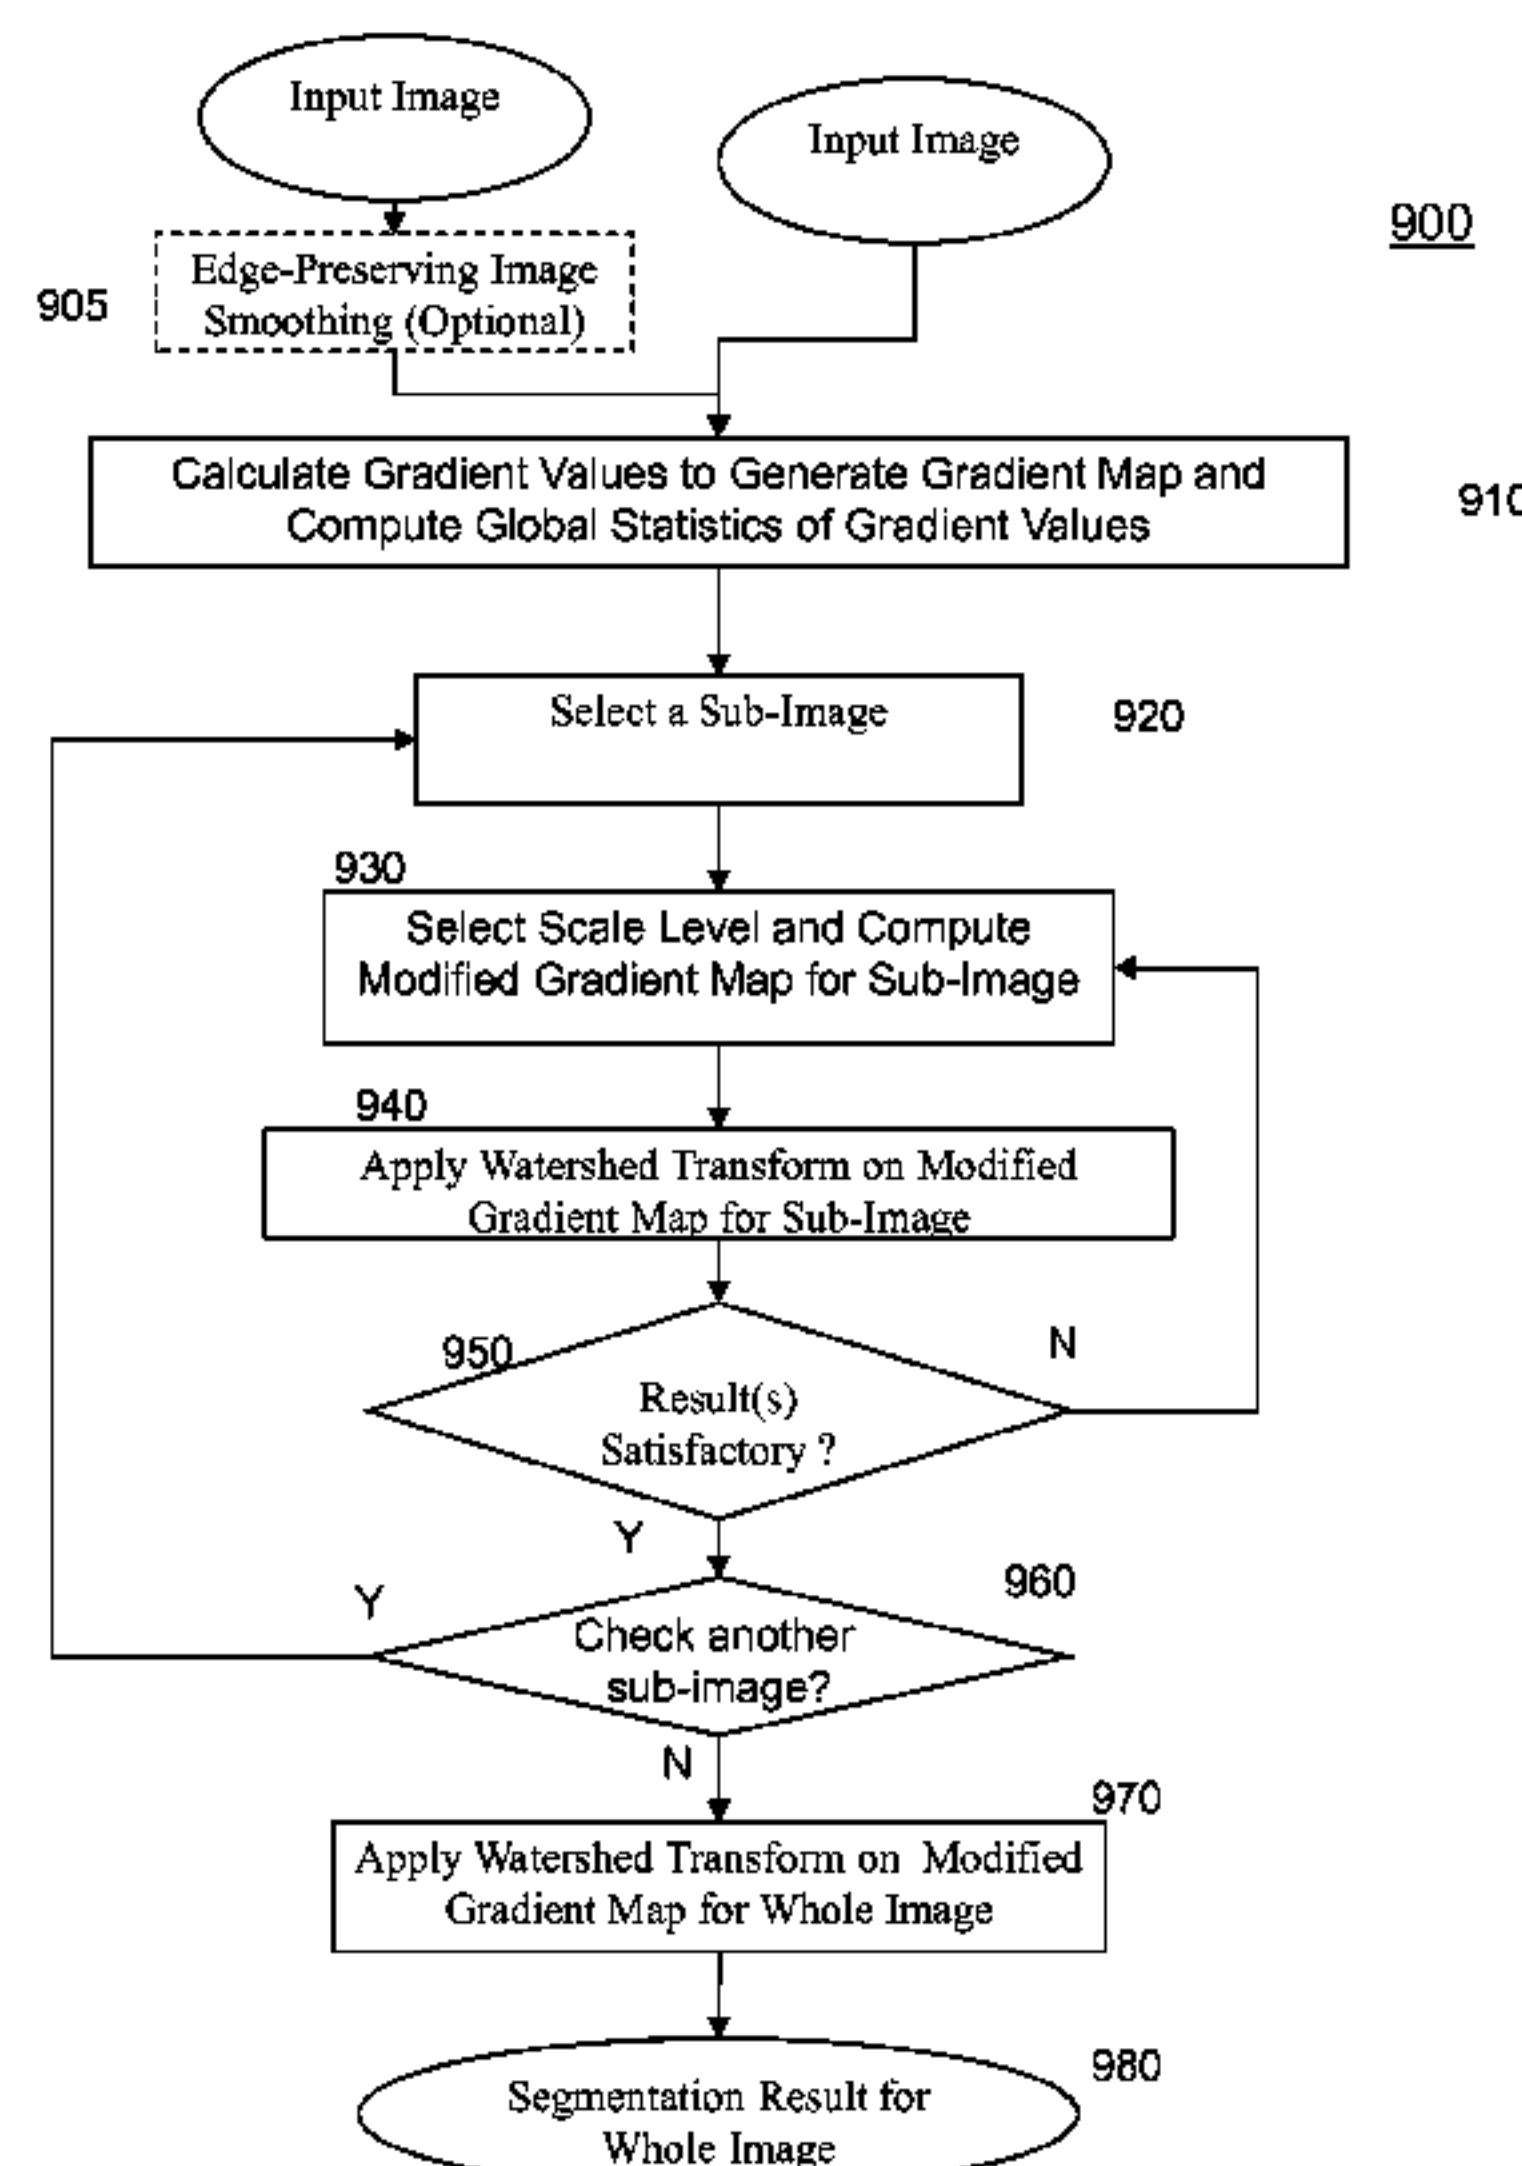 Input Image
Input Image
900
905
Edge-Preserving Image
Smoothing (Optional)
Calculate Gradient Values to Generate Gradient Map and
Compute Global Statistics of Gradient Values
910
Select a Sub-Image
920
930
Select Scale Level and Compute
Modified Gradient Map for Sub-Image
940
Apply Watershed Transform on Modified
Gradient Map for Sub-Image
950
N
Result(s)
Satisfactory ?
Y
960
Y
Check another
sub-image?
N
970
Apply Watershed Transform on Modified
Gradient Map for Whole Image
980
Segmentation Result for
Whole Image